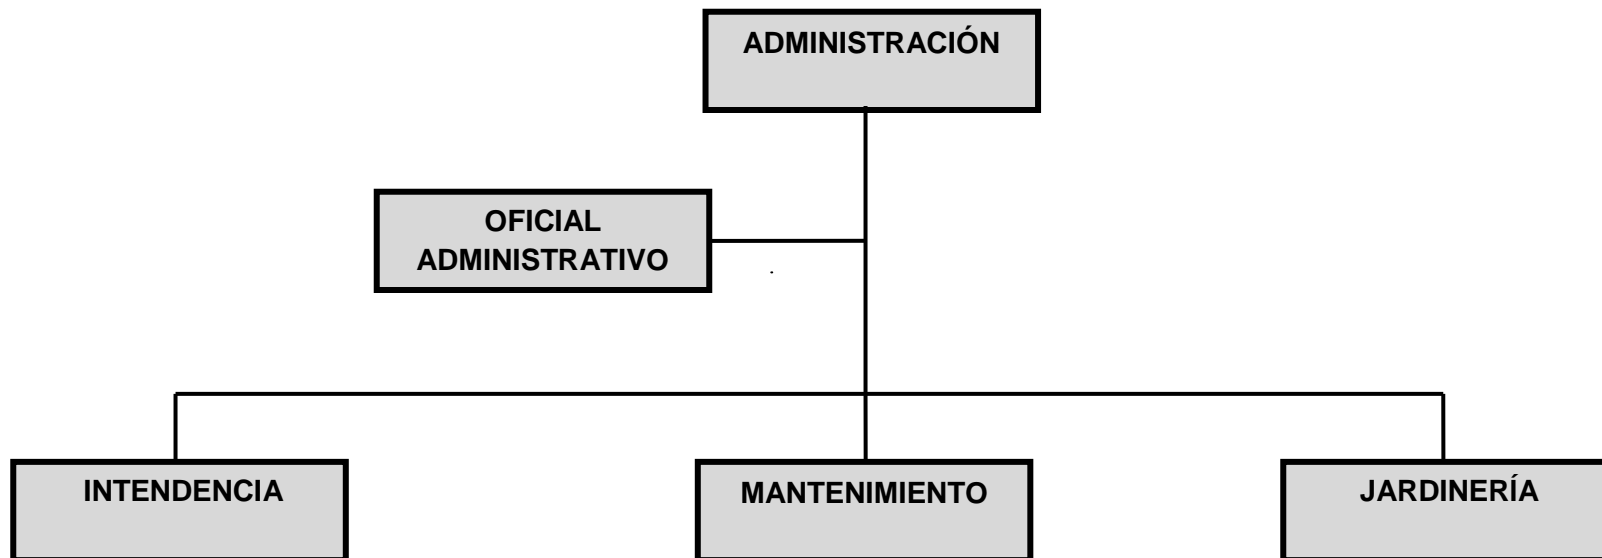 ADMINISTRACIÓN
OFICIAL
ADMINISTRATIVO
INTENDENCIA
MANTENIMIENTO
JARDINERÍA